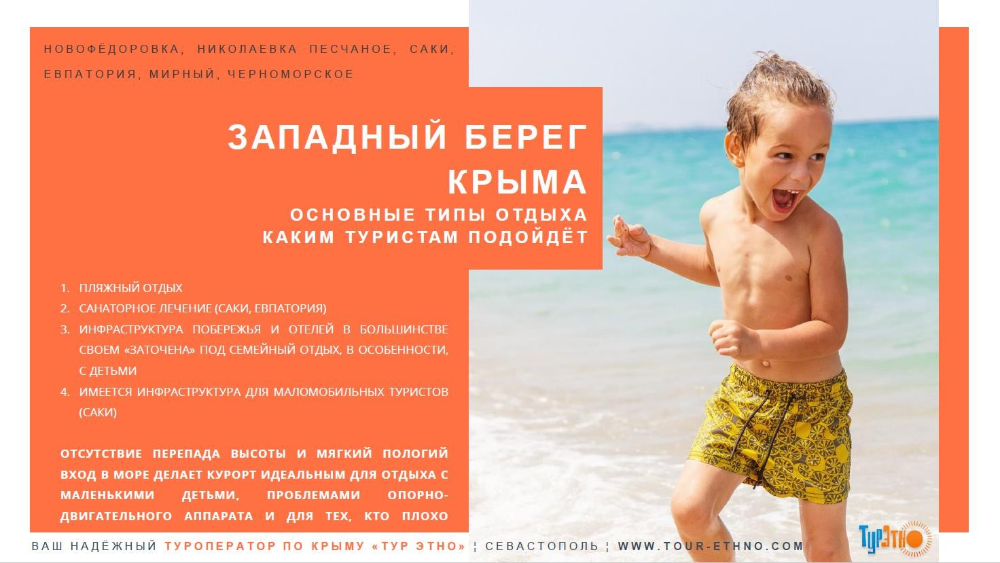 НОВОФЁДОРОВКА, НИКОЛАЕВКА ПЕСЧАНОЕ, САКИ,
ЕВПАТОРИЯ, МИРНЫЙ, ЧЕРНОМОРСКОЕ
ЗАПАДНЫЙ БЕРЕГ
КРЫМА
ОСНОВНЫЕ ТИПЫ ОТДЫХА
КАКИМ ТУРИСТАМ ПОДОЙДЁТ
1. ПЛЯЖНЫЙ ОТДЫХ
2. САНАТОРНОЕ ЛЕЧЕНИЕ (САКИ, ЕВПАТОРИЯ)
3. ИНФРАСТРУКТУРА ПОБЕРЕЖЬЯ И ОТЕЛЕЙ В БОЛЬШИНСТВЕ
СВОЕМ «ЗАТОЧЕНА» ПОД СЕМЕЙНЫЙ ОТДЫХ, В ОСОБЕННОСТИ,
С ДЕТЬМИ
4. ИМЕЕТСЯ ИНФРАСТРУКТУРА ДЛЯ МАЛОМОБИЛЬНЫХ ТУРИСТОВ
(САКИ)
ОТСУТСТВИЕ ПЕРЕПАДА ВЫСОТЫ И МЯГКИЙ ПОЛОГИЙ
ВХОД В МОРЕ ДЕЛАЕТ КУРОРТ ИДЕАЛЬНЫМ ДЛЯ ОТДЫХА С
МАЛЕНЬКИМИ ДЕТЬМИ, ПРОБЛЕМАМИ ОПОРНО-
ДВИГАТЕЛЬНОГО АППАРАТА И ДЛЯ ТЕХ, КТО ПЛОХО
ВАШ НАДЁЖНЫЙ ТУРОПЕРАТОР ПО КРЫМУ «ТУР ЭТНО» ¦ СЕВАСТОПОЛЬ ¦ WWW.TOUR-ETHNO.COM
ТурЭтно